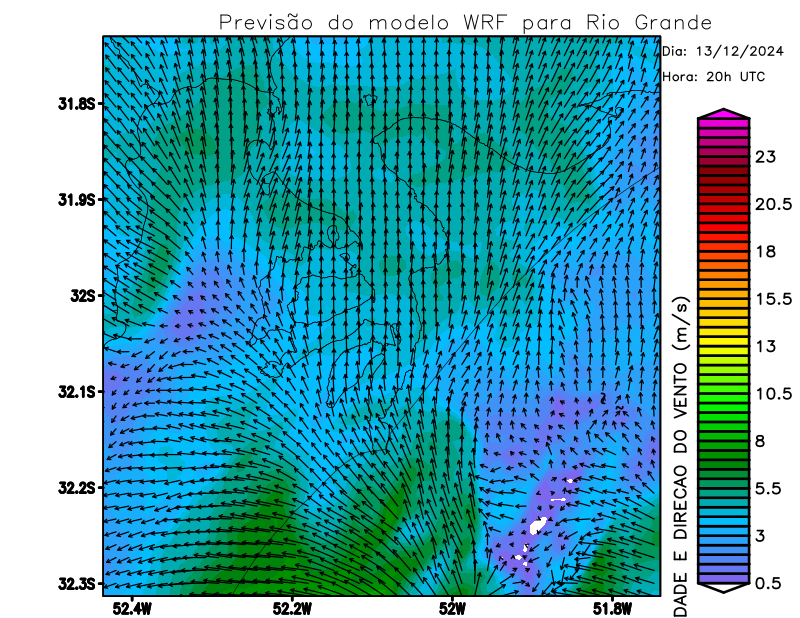 Previsão do modelo WRF para Rio Grande
Dia: 13/12/2024
Hora: 20h UTC
31.8S
31.9S
32S
32.1S
32.2S
32.3S
52.4W
52.2W
52W
51.8W
DADE E DIRECAO DO VENTO (m/s)
23
20.5
18
15.5
13
10.5
8
5.5
3
0.5